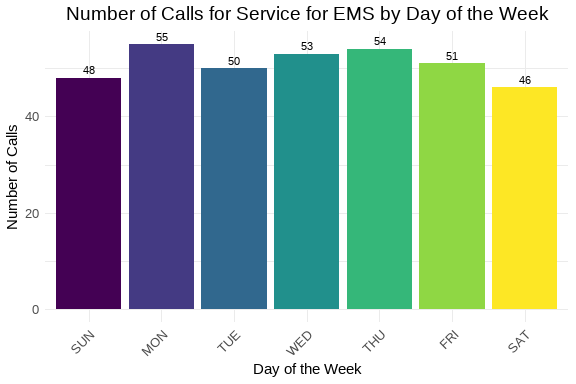 Number of Calls for Service for EMS by Day of the Week
55
54
53
51
50
48
46
40
20
0
Number of Calls
SUN
MON
TUE
WED
THU
FRI
SAT
Day of the Week